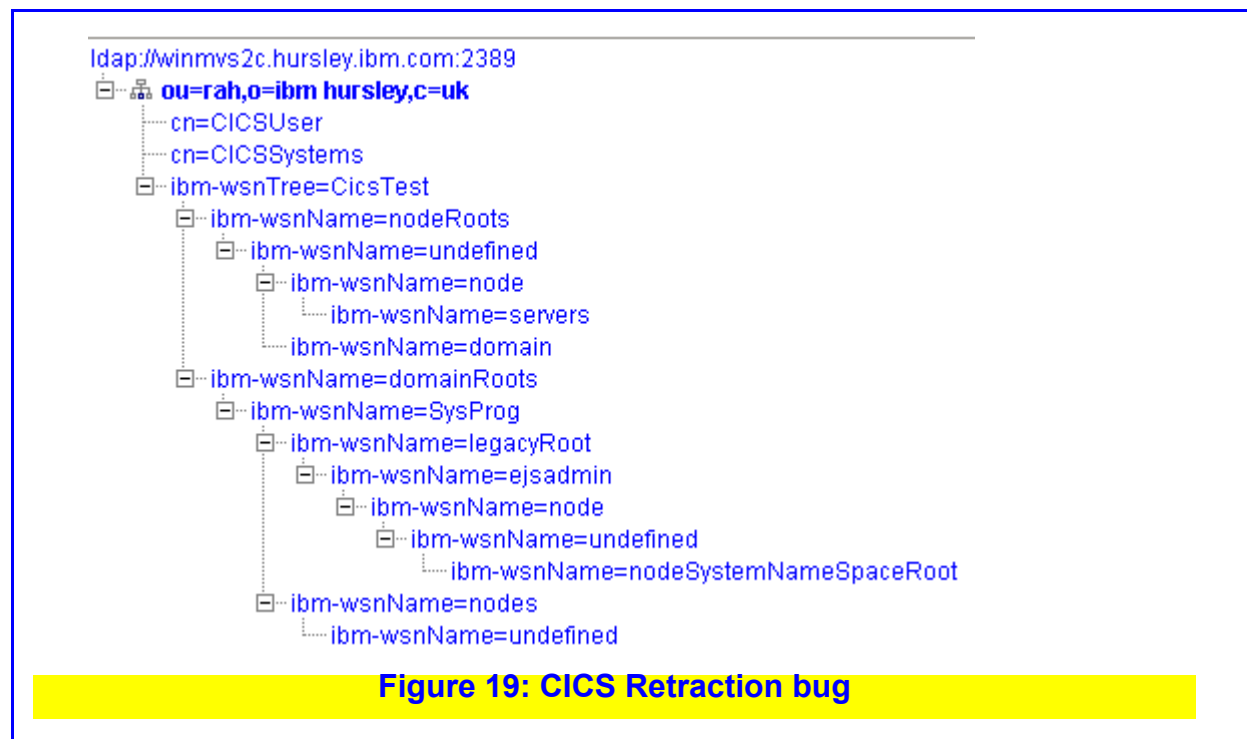 ldap://winmvs2c.hursley.ibm.com:2389
ou=rah,o=ibm hursley,c=uk
cn=CICSUser
cn=CICSSystems
ibm-wsnTree=CicsTest
ibm-wsnName=nodeRoots
ibm-wsnName=undefined
ibm-wsnName=node
ibm-wsnName=servers
ibm-wsnName=domain
ibm-wsnName=domainRoots
ibm-wsnName=SysProg
ibm-wsnName=legacyRoot
ibm-wsnName=ejsadmin
ibm-wsnName=node
ibm-wsnName=undefined
ibm-wsnName=nodeSystemNameSpaceRoot
ibm-wsnName=nodes
ibm-wsnName=undefined
Figure 19: CICS Retraction bug